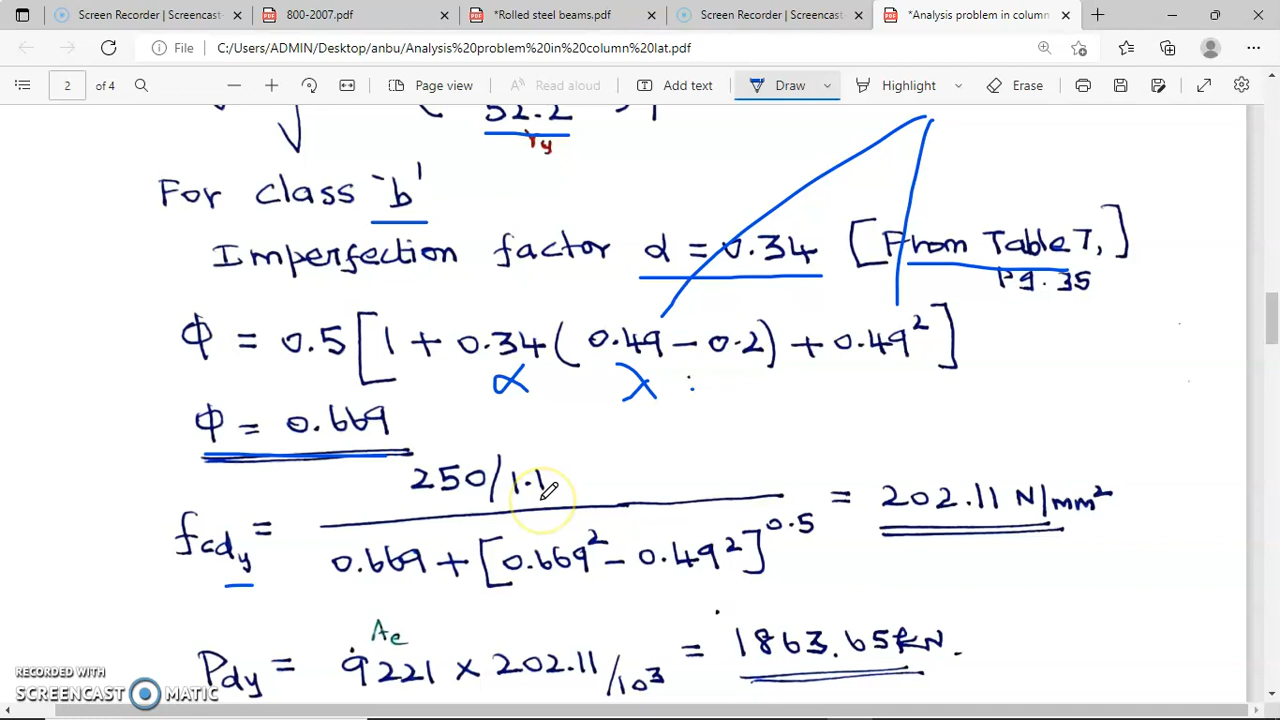 Screen Recorder | Screencast-
800-2007.pdf
*Rolled steel beams.pdf
Screen Recorder | Screencast-
*Analysis problem in column
File
C:/Users/ADMIN/Desktop/anbu/Analysis%20problem%20in%20column%20lat.pdf
2 of 4
Page view
Read aloud
Add text
Draw
Highlight
Erase
52.2
ry
For class `b'
Imperfection factor α = 0.34 [From Table 7,]
Pg. 35
Φ = 0.5 [1 + 0.34 (0.49 − 0.2) + 0.49²]
α λ
Φ = 0.669
250/1.1
fcdy = = 202.11 N/mm²
0.669 + [0.669² − 0.49²]^0.5
Ae
Pdy = 9221 × 202.11/10³ = 1863.65 kN.
RECORDED WITH
SCREENCAST MATIC